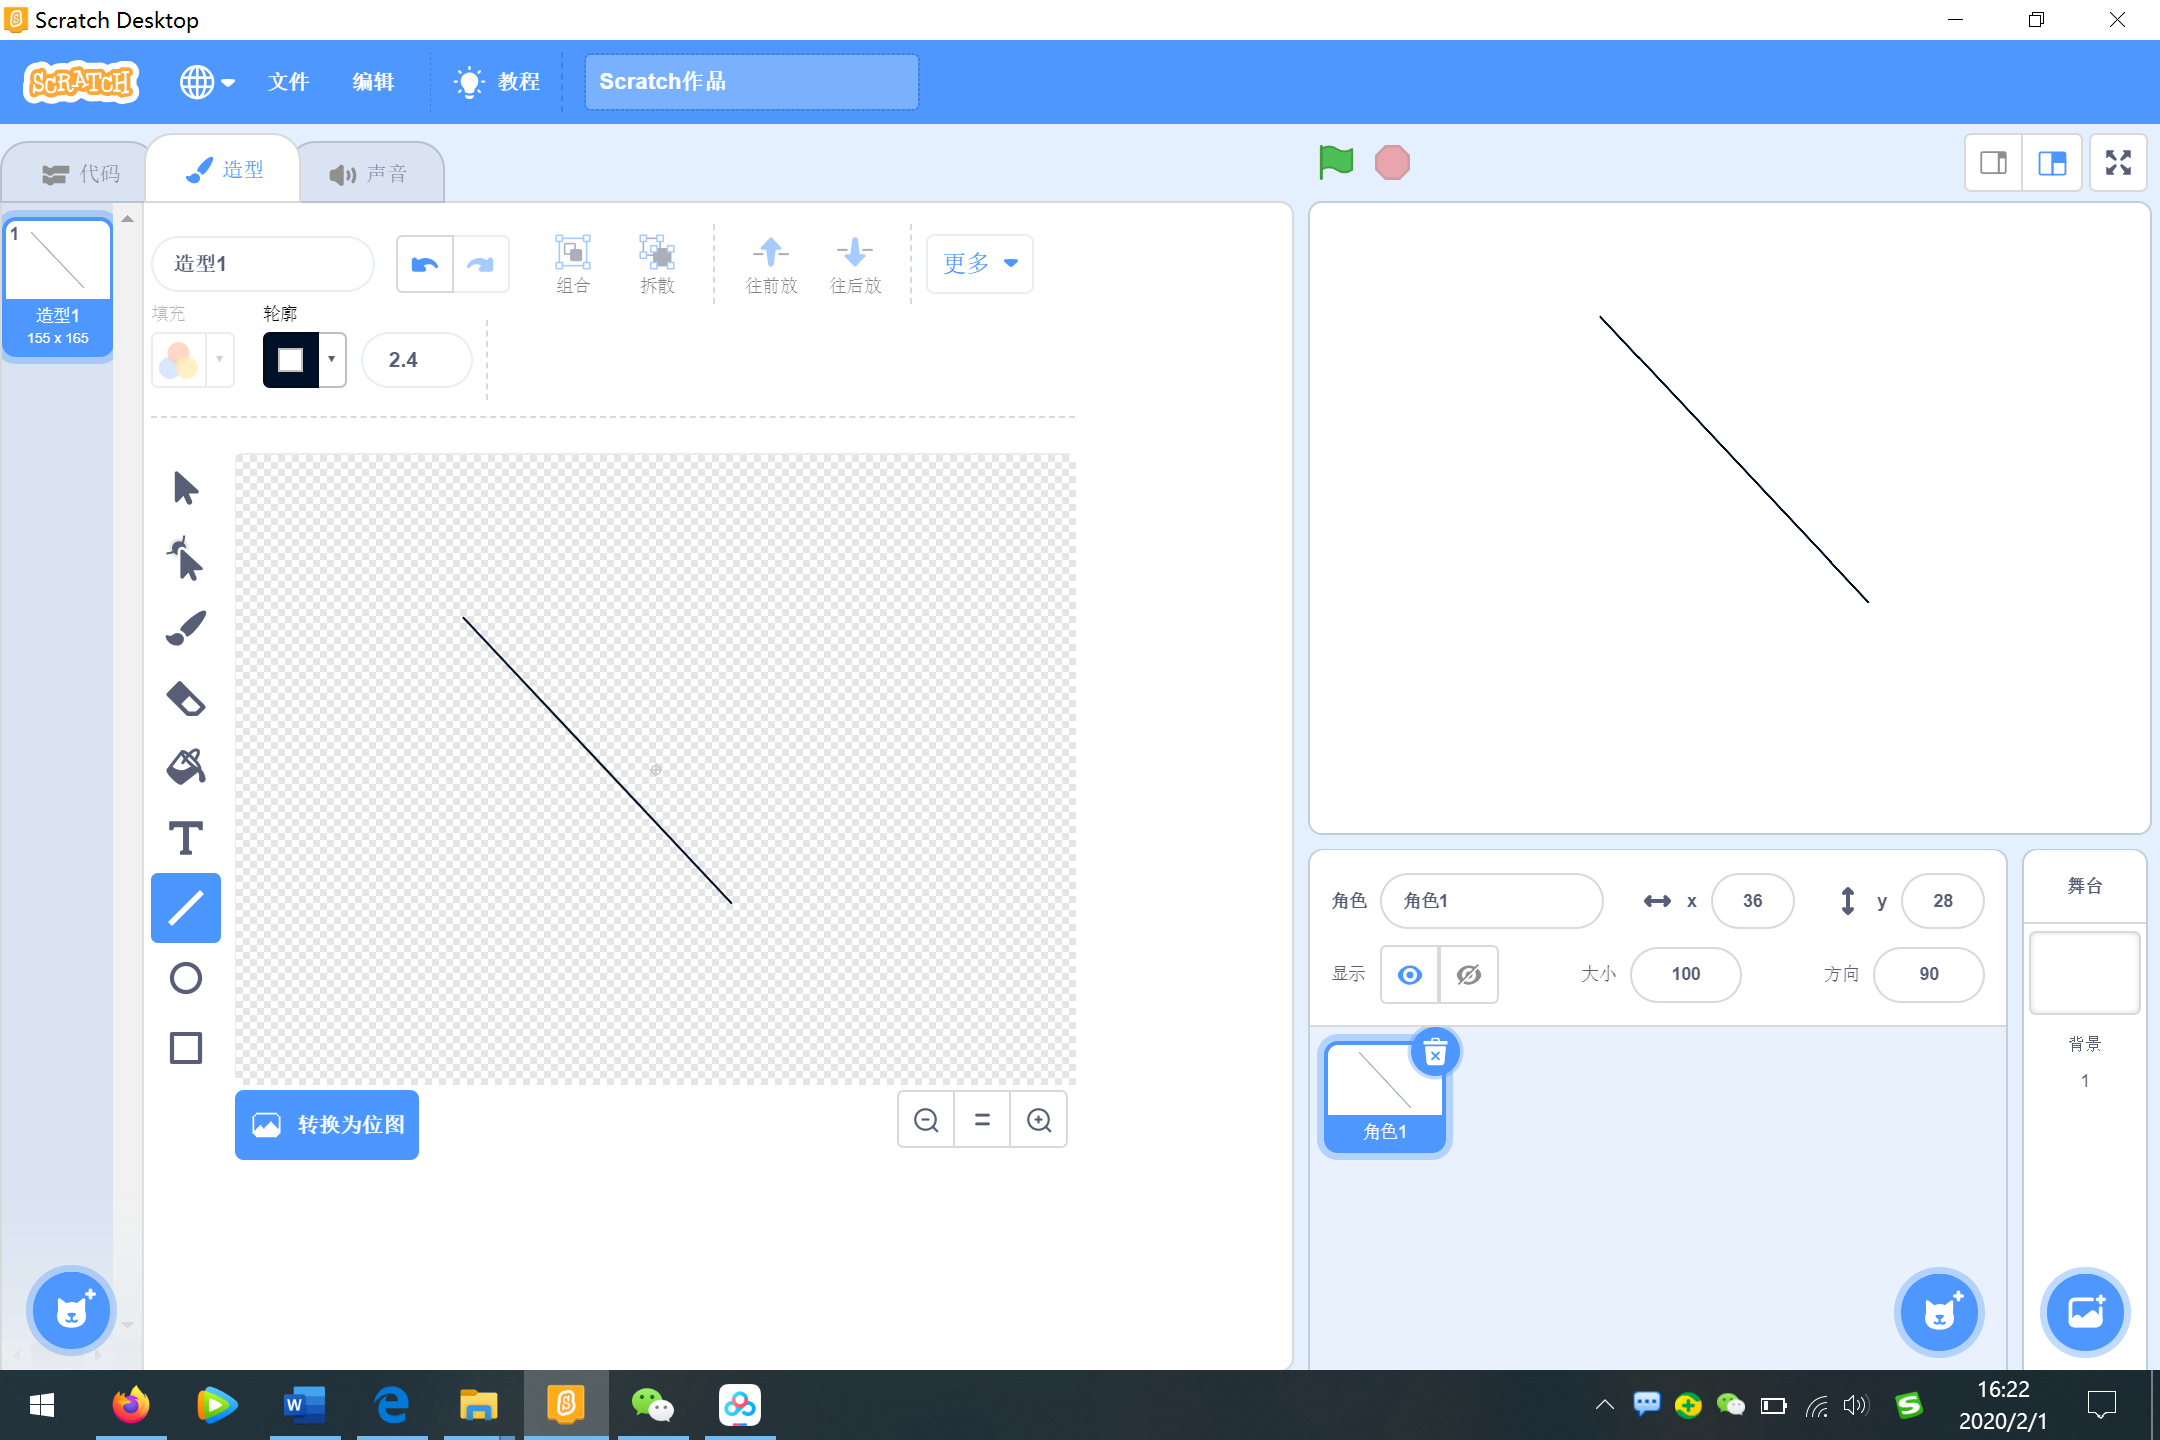 Scratch Desktop
SCRATCH
文件
编辑
教程
Scratch作品
代码
造型
声音
1
造型1
155 x 165
造型1
组合
拆散
往前放
往后放
更多
填充
轮廓
2.4
T
转换为位图
角色
角色1
x
36
y
28
显示
大小
100
方向
90
角色1
舞台
背景
1
16:22
2020/2/1